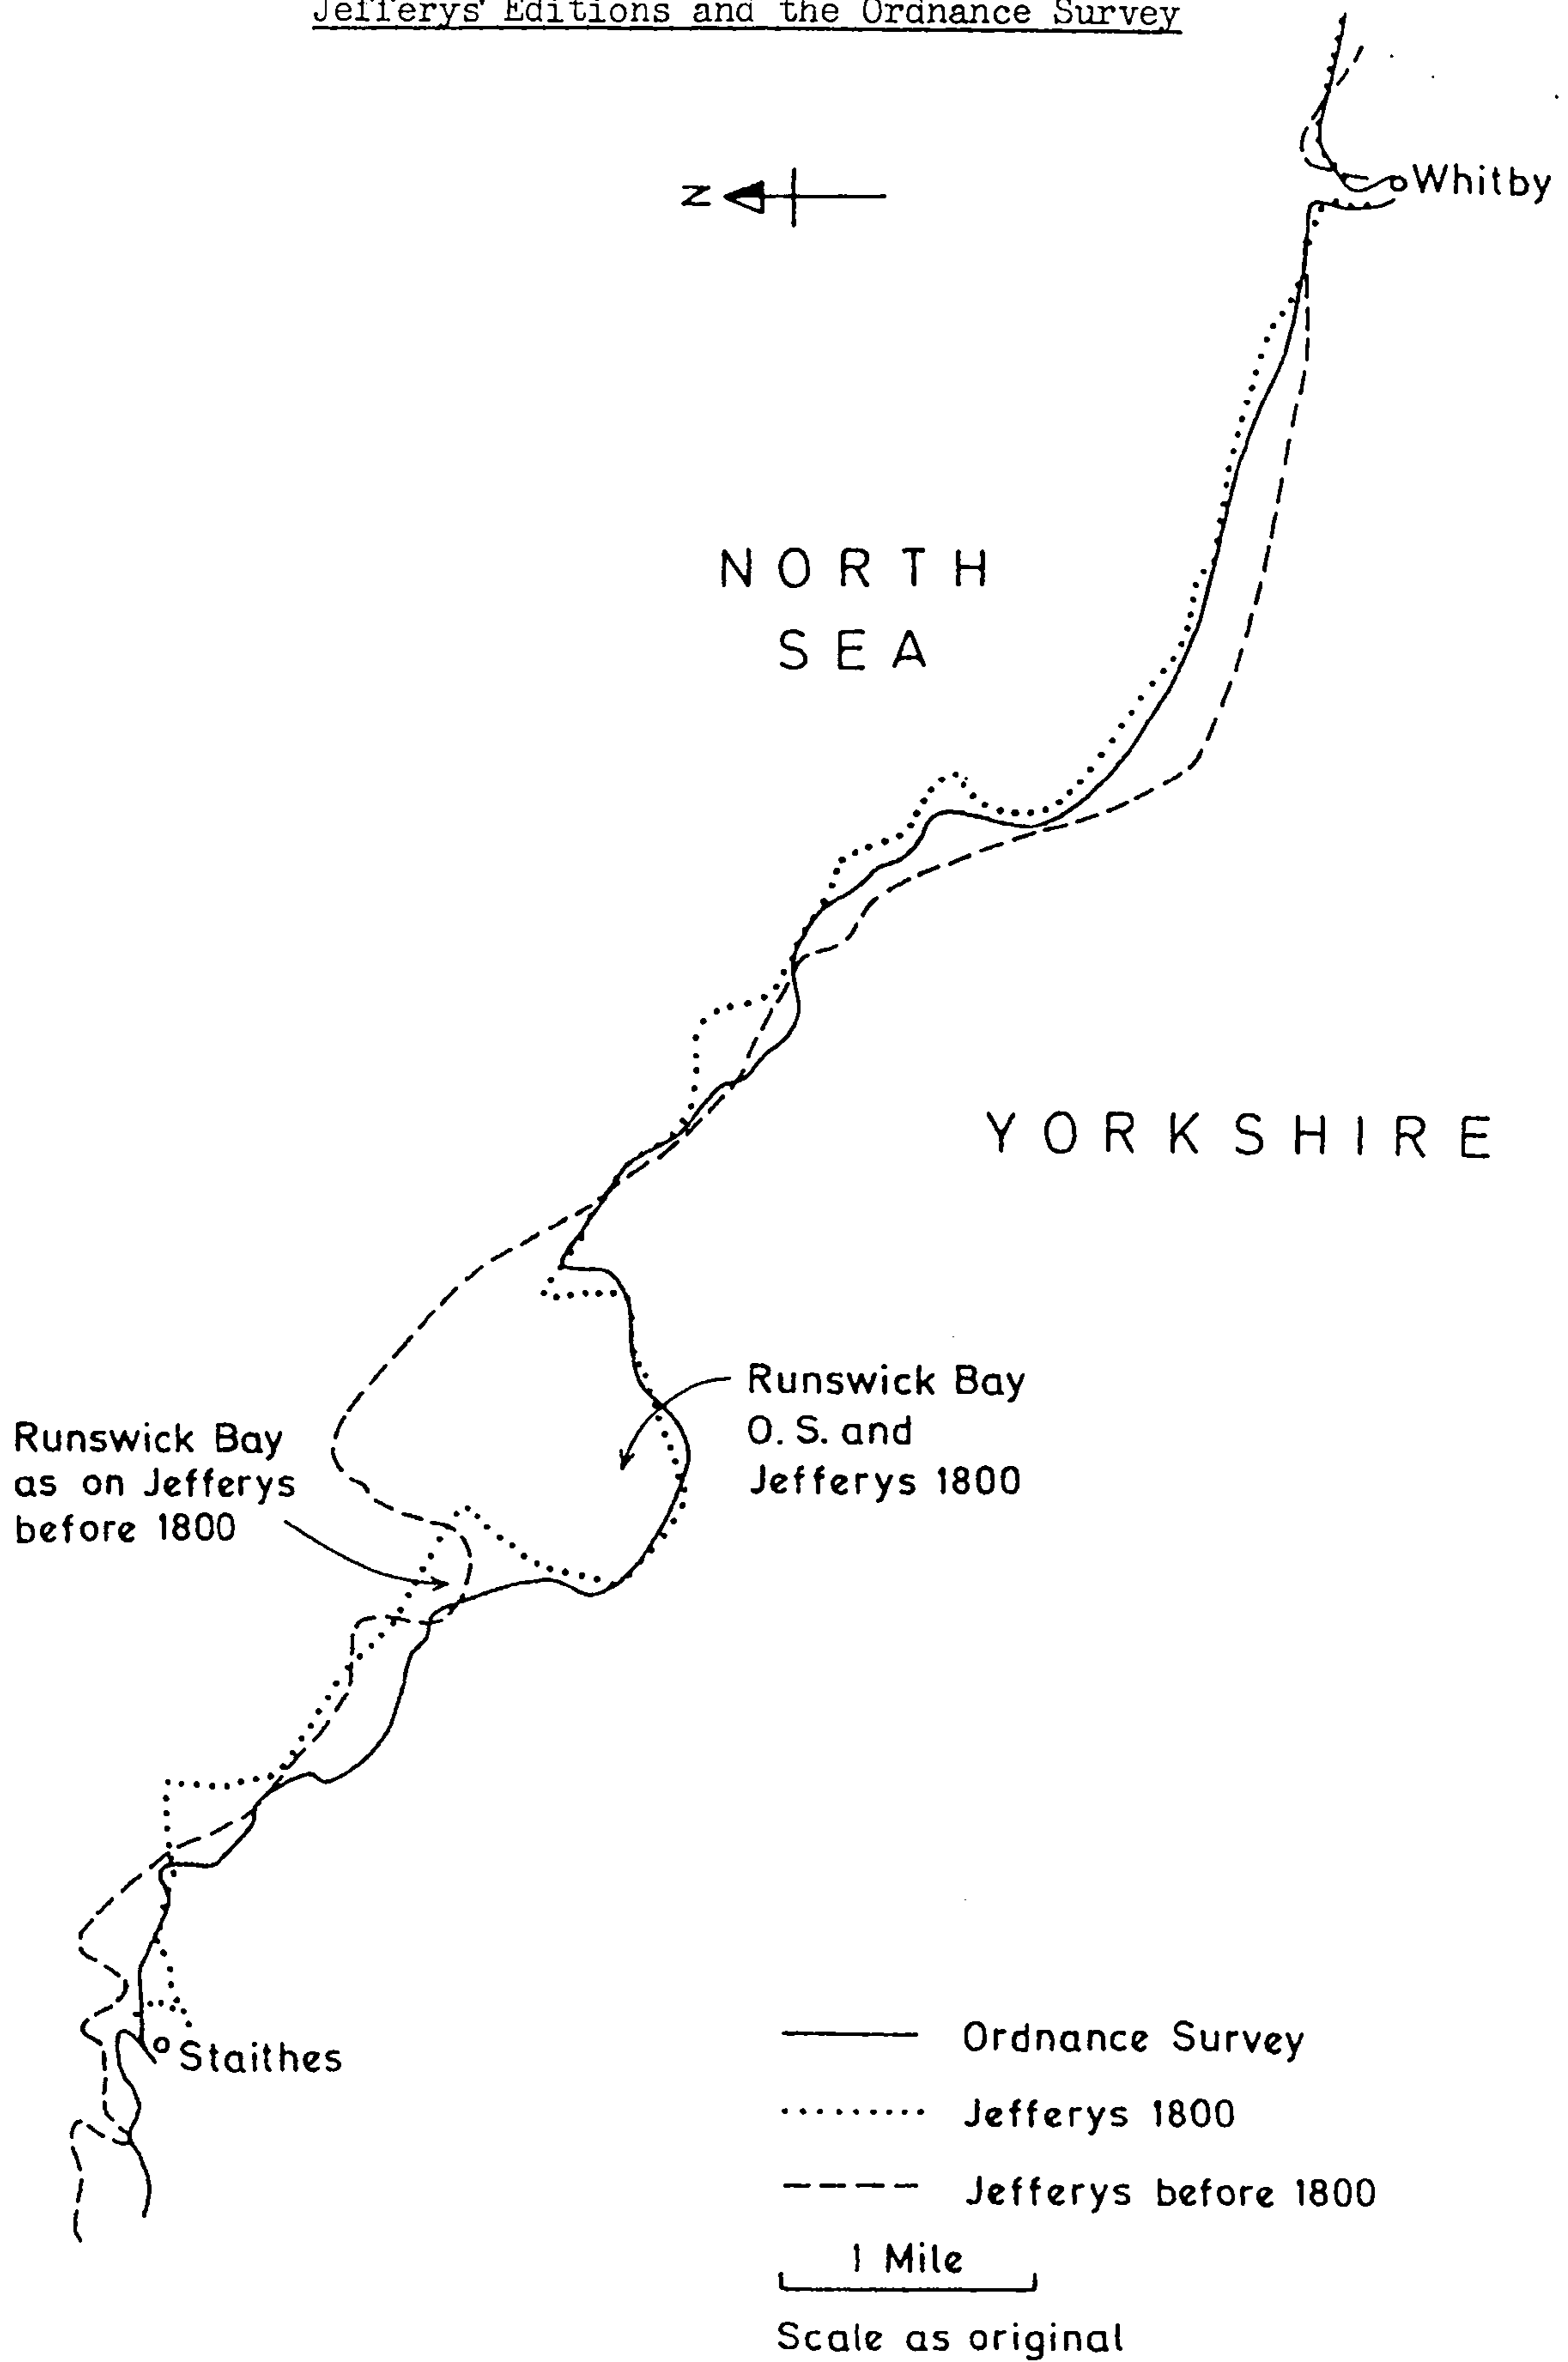 Jefferys' Editions and the Ordnance Survey
Whitby
N
NORTH
SEA
YORKSHIRE
Runswick Bay
O. S. and
Jefferys 1800
Runswick Bay
as on Jefferys
before 1800
Staithes
Ordnance Survey
Jefferys 1800
Jefferys before 1800
1 Mile
Scale as original